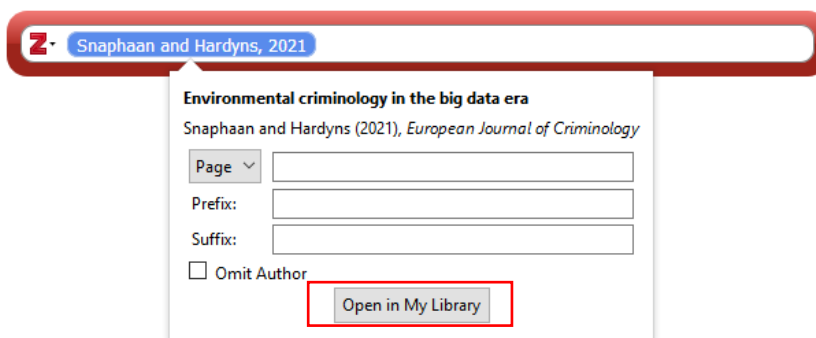 Z Snaphaan and Hardyns, 2021
Environmental criminology in the big data era
Snaphaan and Hardyns (2021), European Journal of Criminology
Page
Prefix:
Suffix:
Omit Author
Open in My Library